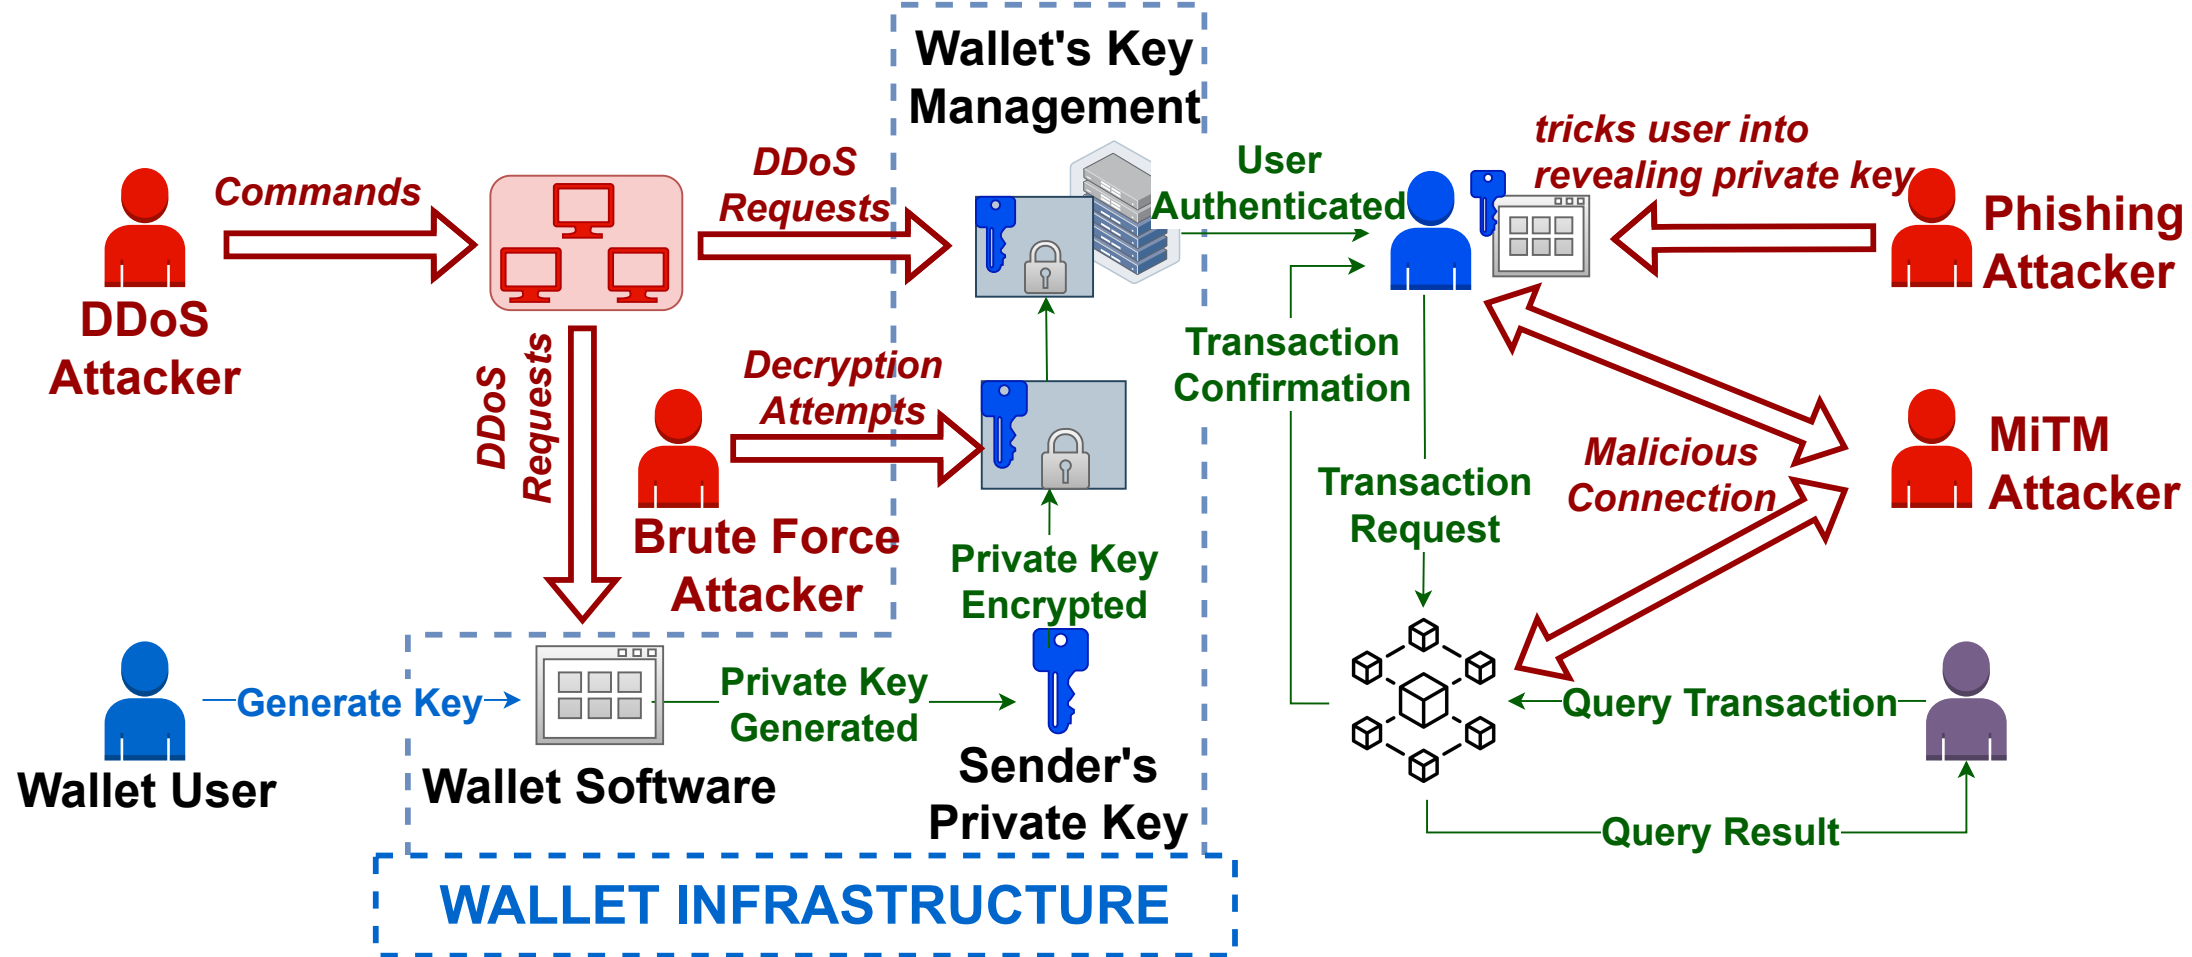 Wallet's Key
Management
DDoS
Requests
Commands
User
Authenticated
tricks user into
revealing private key
Phishing
Attacker
DDoS
Attacker
DDoS
Requests
Decryption
Attempts
Transaction
Confirmation
Malicious
Connection
MiTM
Attacker
Transaction
Request
Brute Force
Attacker
Private Key
Encrypted
Generate Key
Private Key
Generated
Query Transaction
Wallet User
Wallet Software
Sender's
Private Key
Query Result
WALLET INFRASTRUCTURE